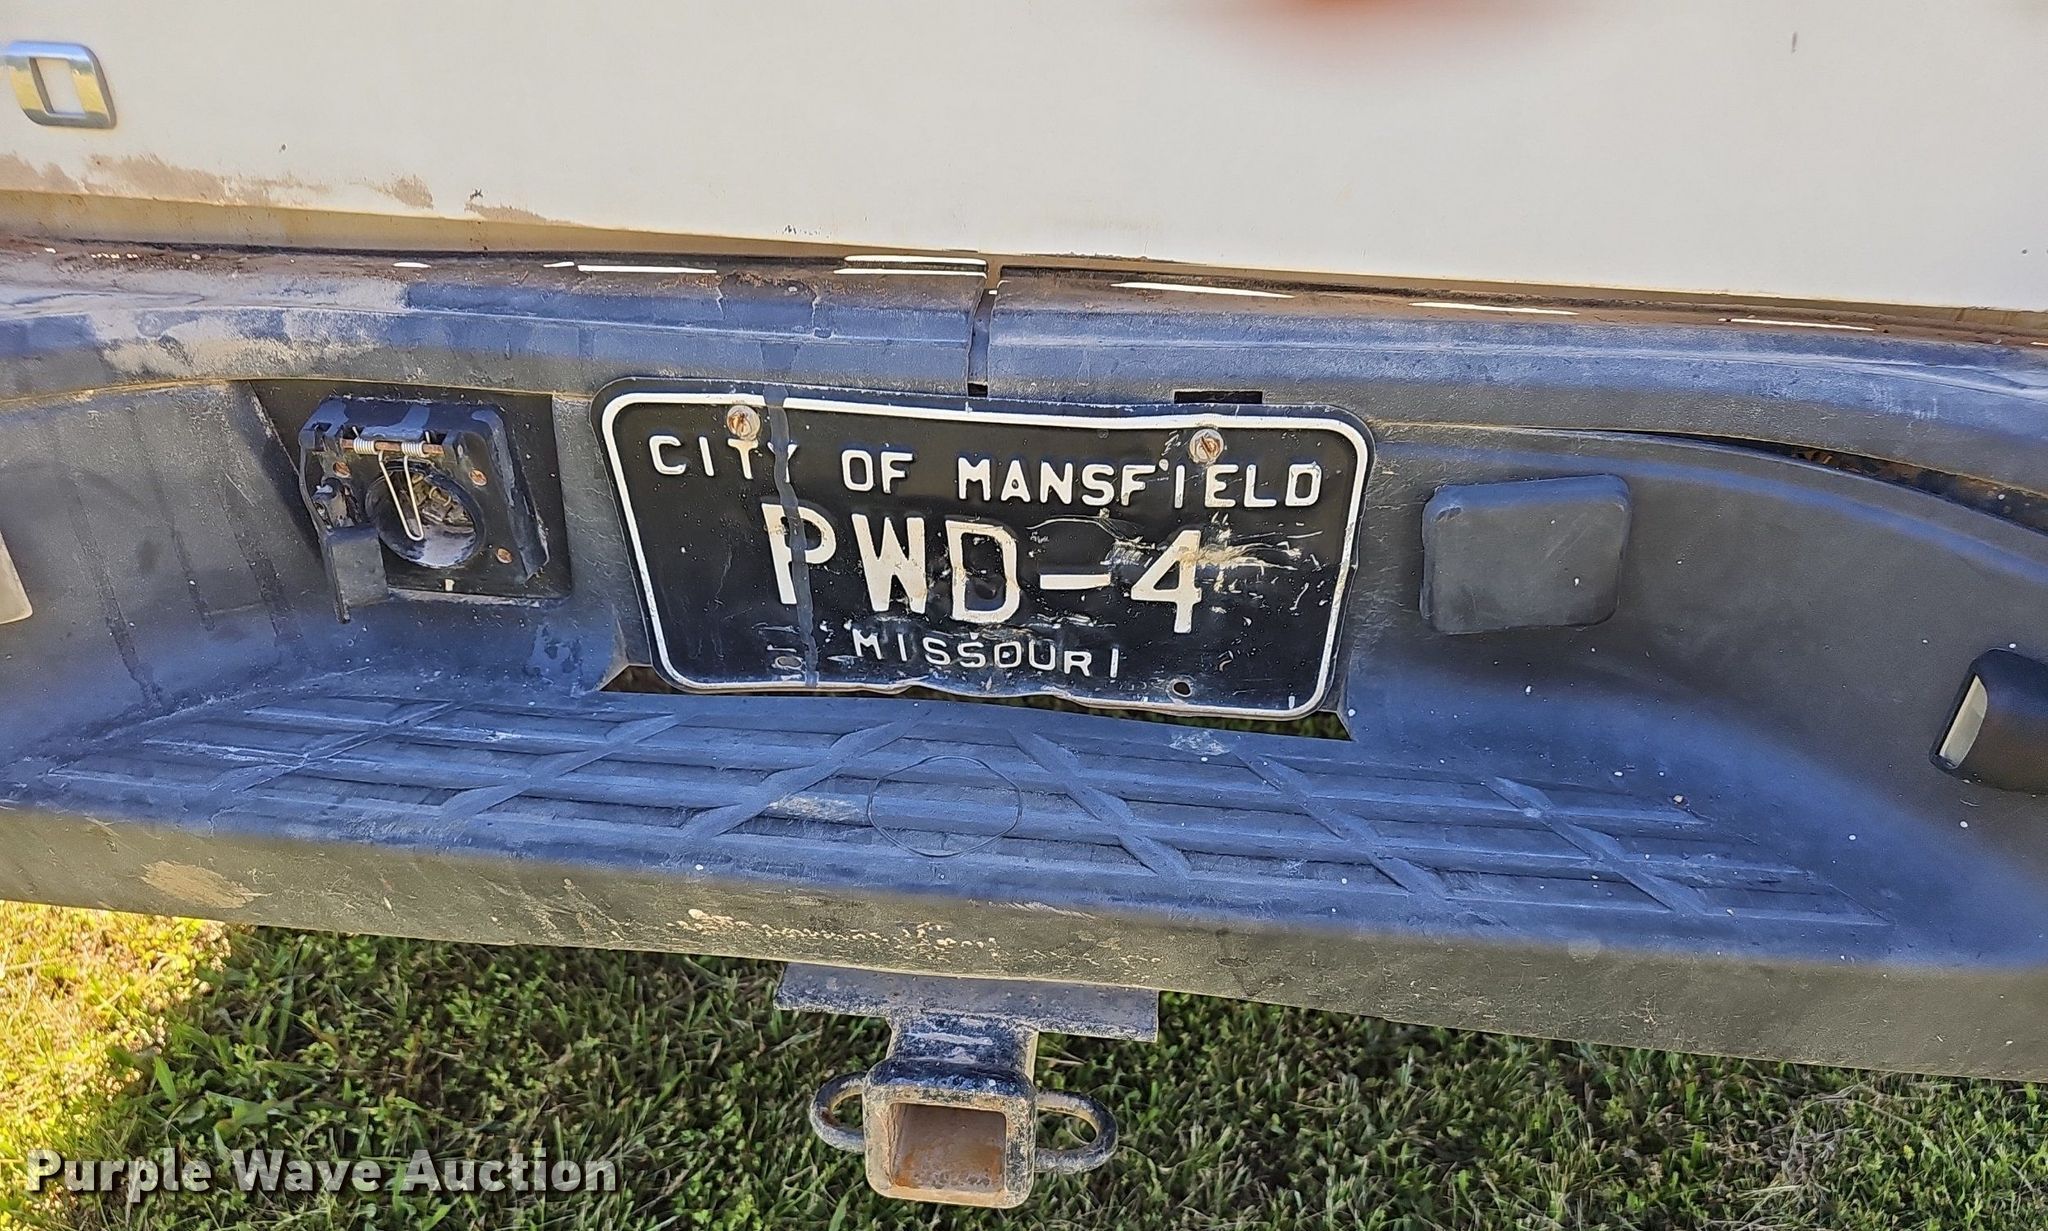 O
CITY OF MANSFIELD
PWD-4
MISSOURI
Purple Wave Auction